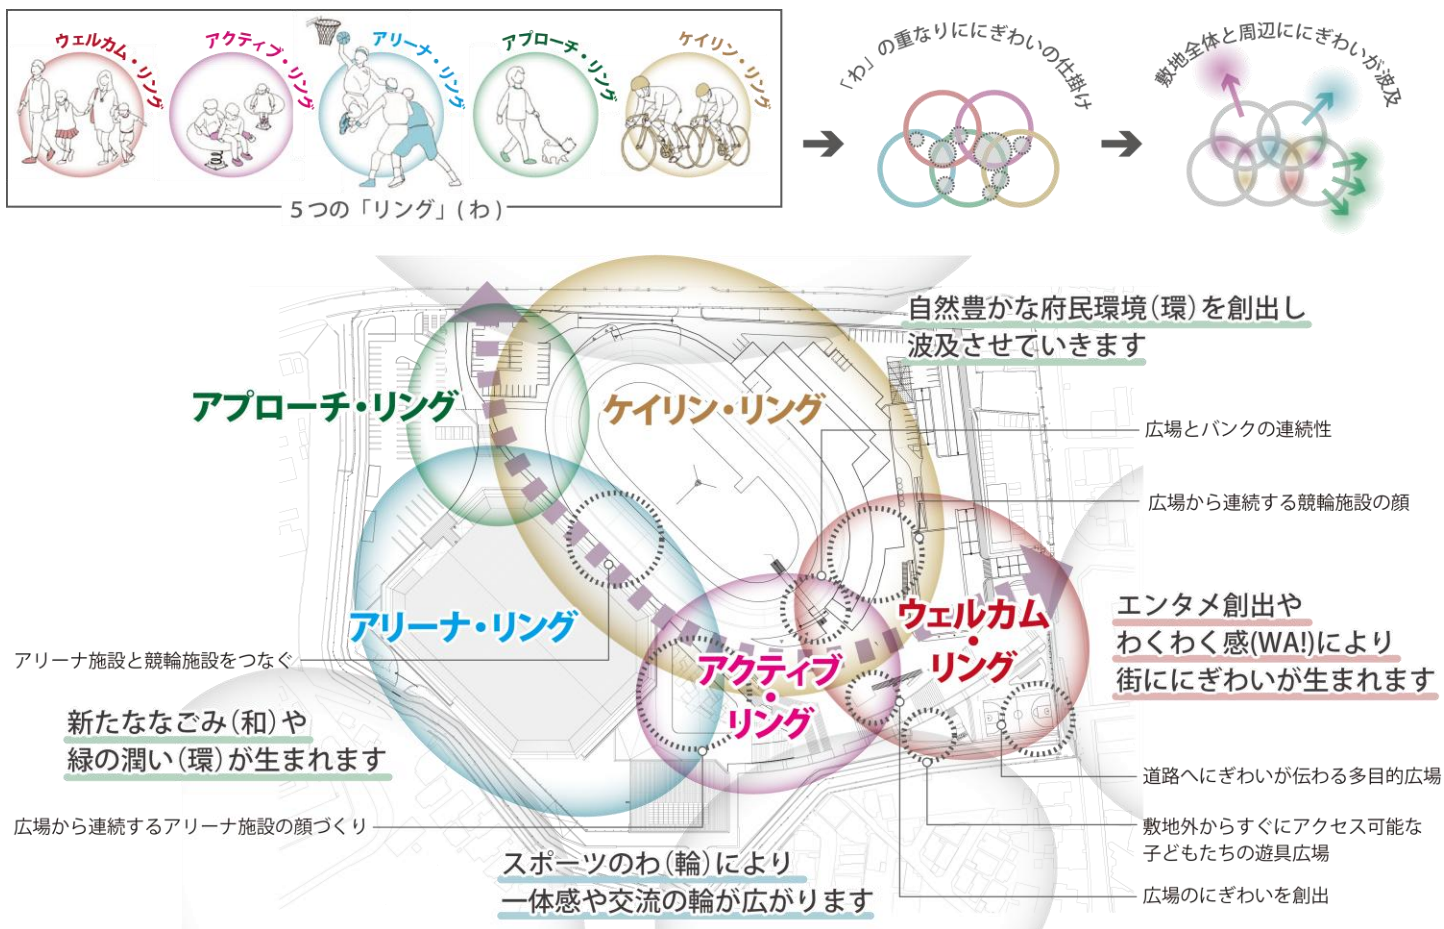 ウェルカム・リング
アクティブ・リング
アリーナ・リング
アプローチ・リング
ケイリン・リング
5つの「リング」(わ)
「わ」の重なりににぎわいの仕掛け
敷地全体と周辺ににぎわいが波及
自然豊かな府民環境(環)を創出し
波及させていきます
アプローチ・リング
ケイリン・リング
広場とバンクの連続性
広場から連続する競輪施設の顔
アリーナ・リング
ウェルカム
・
リング
エンタメ創出や
わくわく感(WA!)により
街ににぎわいが生まれます
アリーナ施設と競輪施設をつなぐ
アクティブ
・
リング
新たななごみ(和)や
緑の潤い(環)が生まれます
道路へにぎわいが伝わる多目的広場
広場から連続するアリーナ施設の顔づくり
敷地外からすぐにアクセス可能な
子どもたちの遊具広場
スポーツのわ(輪)により
一体感や交流の輪が広がります
広場のにぎわいを創出